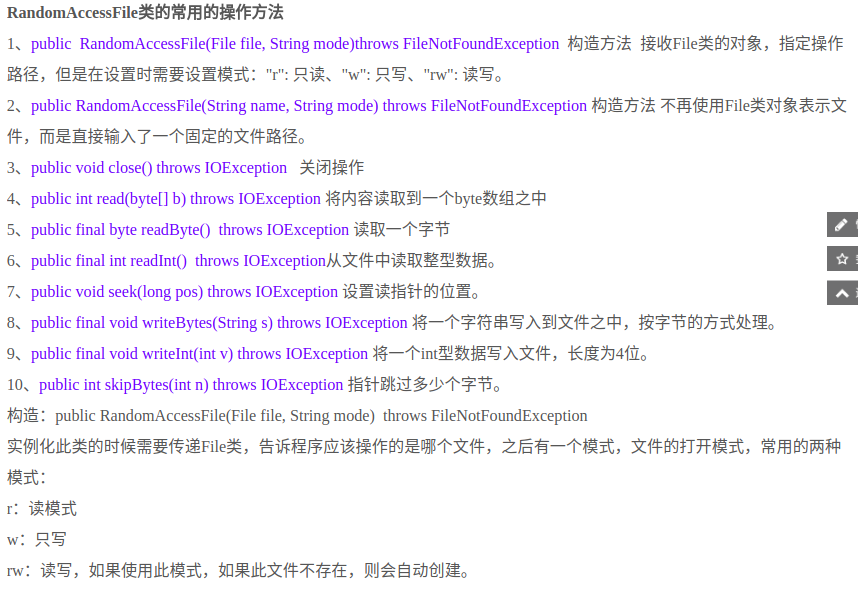 RandomAccessFile类的常用的操作方法
1、public  RandomAccessFile(File file, String mode)throws FileNotFoundException  构造方法  接收File类的对象，指定操作
路径，但是在设置时需要设置模式："r": 只读、"w": 只写、"rw": 读写。
2、public RandomAccessFile(String name, String mode) throws FileNotFoundException 构造方法 不再使用File类对象表示文
件，而是直接输入了一个固定的文件路径。
3、public void close() throws IOException   关闭操作
4、public int read(byte[] b) throws IOException 将内容读取到一个byte数组之中
5、public final byte readByte()  throws IOException 读取一个字节
6、public final int readInt()  throws IOException从文件中读取整型数据。
7、public void seek(long pos) throws IOException 设置读指针的位置。
8、public final void writeBytes(String s) throws IOException 将一个字符串写入到文件之中，按字节的方式处理。
9、public final void writeInt(int v) throws IOException 将一个int型数据写入文件，长度为4位。
10、public int skipBytes(int n) throws IOException 指针跳过多少个字节。
构造：public RandomAccessFile(File file, String mode)  throws FileNotFoundException
实例化此类的时候需要传递File类，告诉程序应该操作的是哪个文件，之后有一个模式，文件的打开模式，常用的两种
模式：
r：读模式
w：只写
rw：读写，如果使用此模式，如果此文件不存在，则会自动创建。